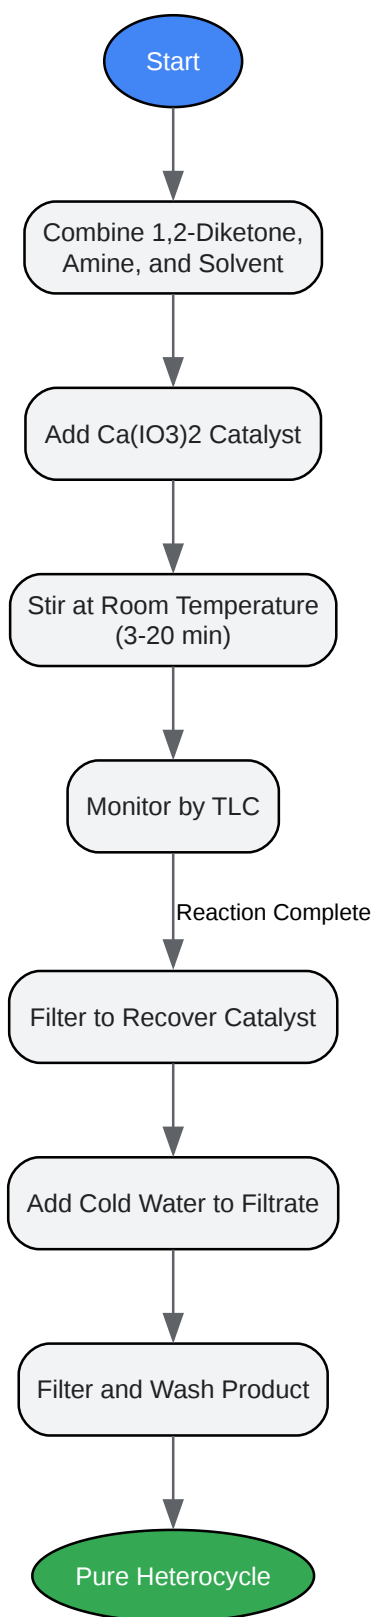 Start
Combine 1,2-Diketone,
Amine, and Solvent
Add Ca(IO3)2 Catalyst
Stir at Room Temperature
(3-20 min)
Monitor by TLC
Reaction Complete
Filter to Recover Catalyst
Add Cold Water to Filtrate
Filter and Wash Product
Pure Heterocycle